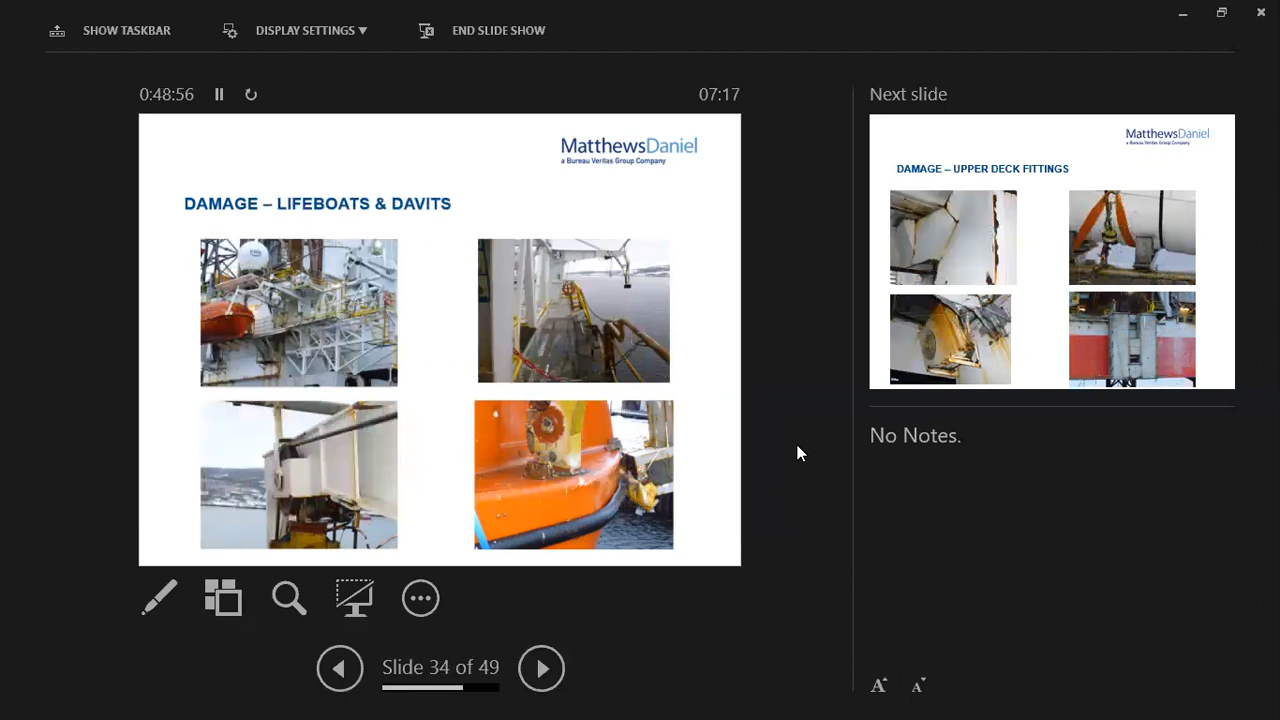 SHOW TASKBAR
DISPLAY SETTINGS
END SLIDE SHOW
0:48:56
07:17
MatthewsDaniel
a Bureau Veritas Group Company
DAMAGE – LIFEBOATS & DAVITS
Slide 34 of 49
Next slide
MatthewsDaniel
a Bureau Veritas Group Company
DAMAGE – UPPER DECK FITTINGS
No Notes.
A A